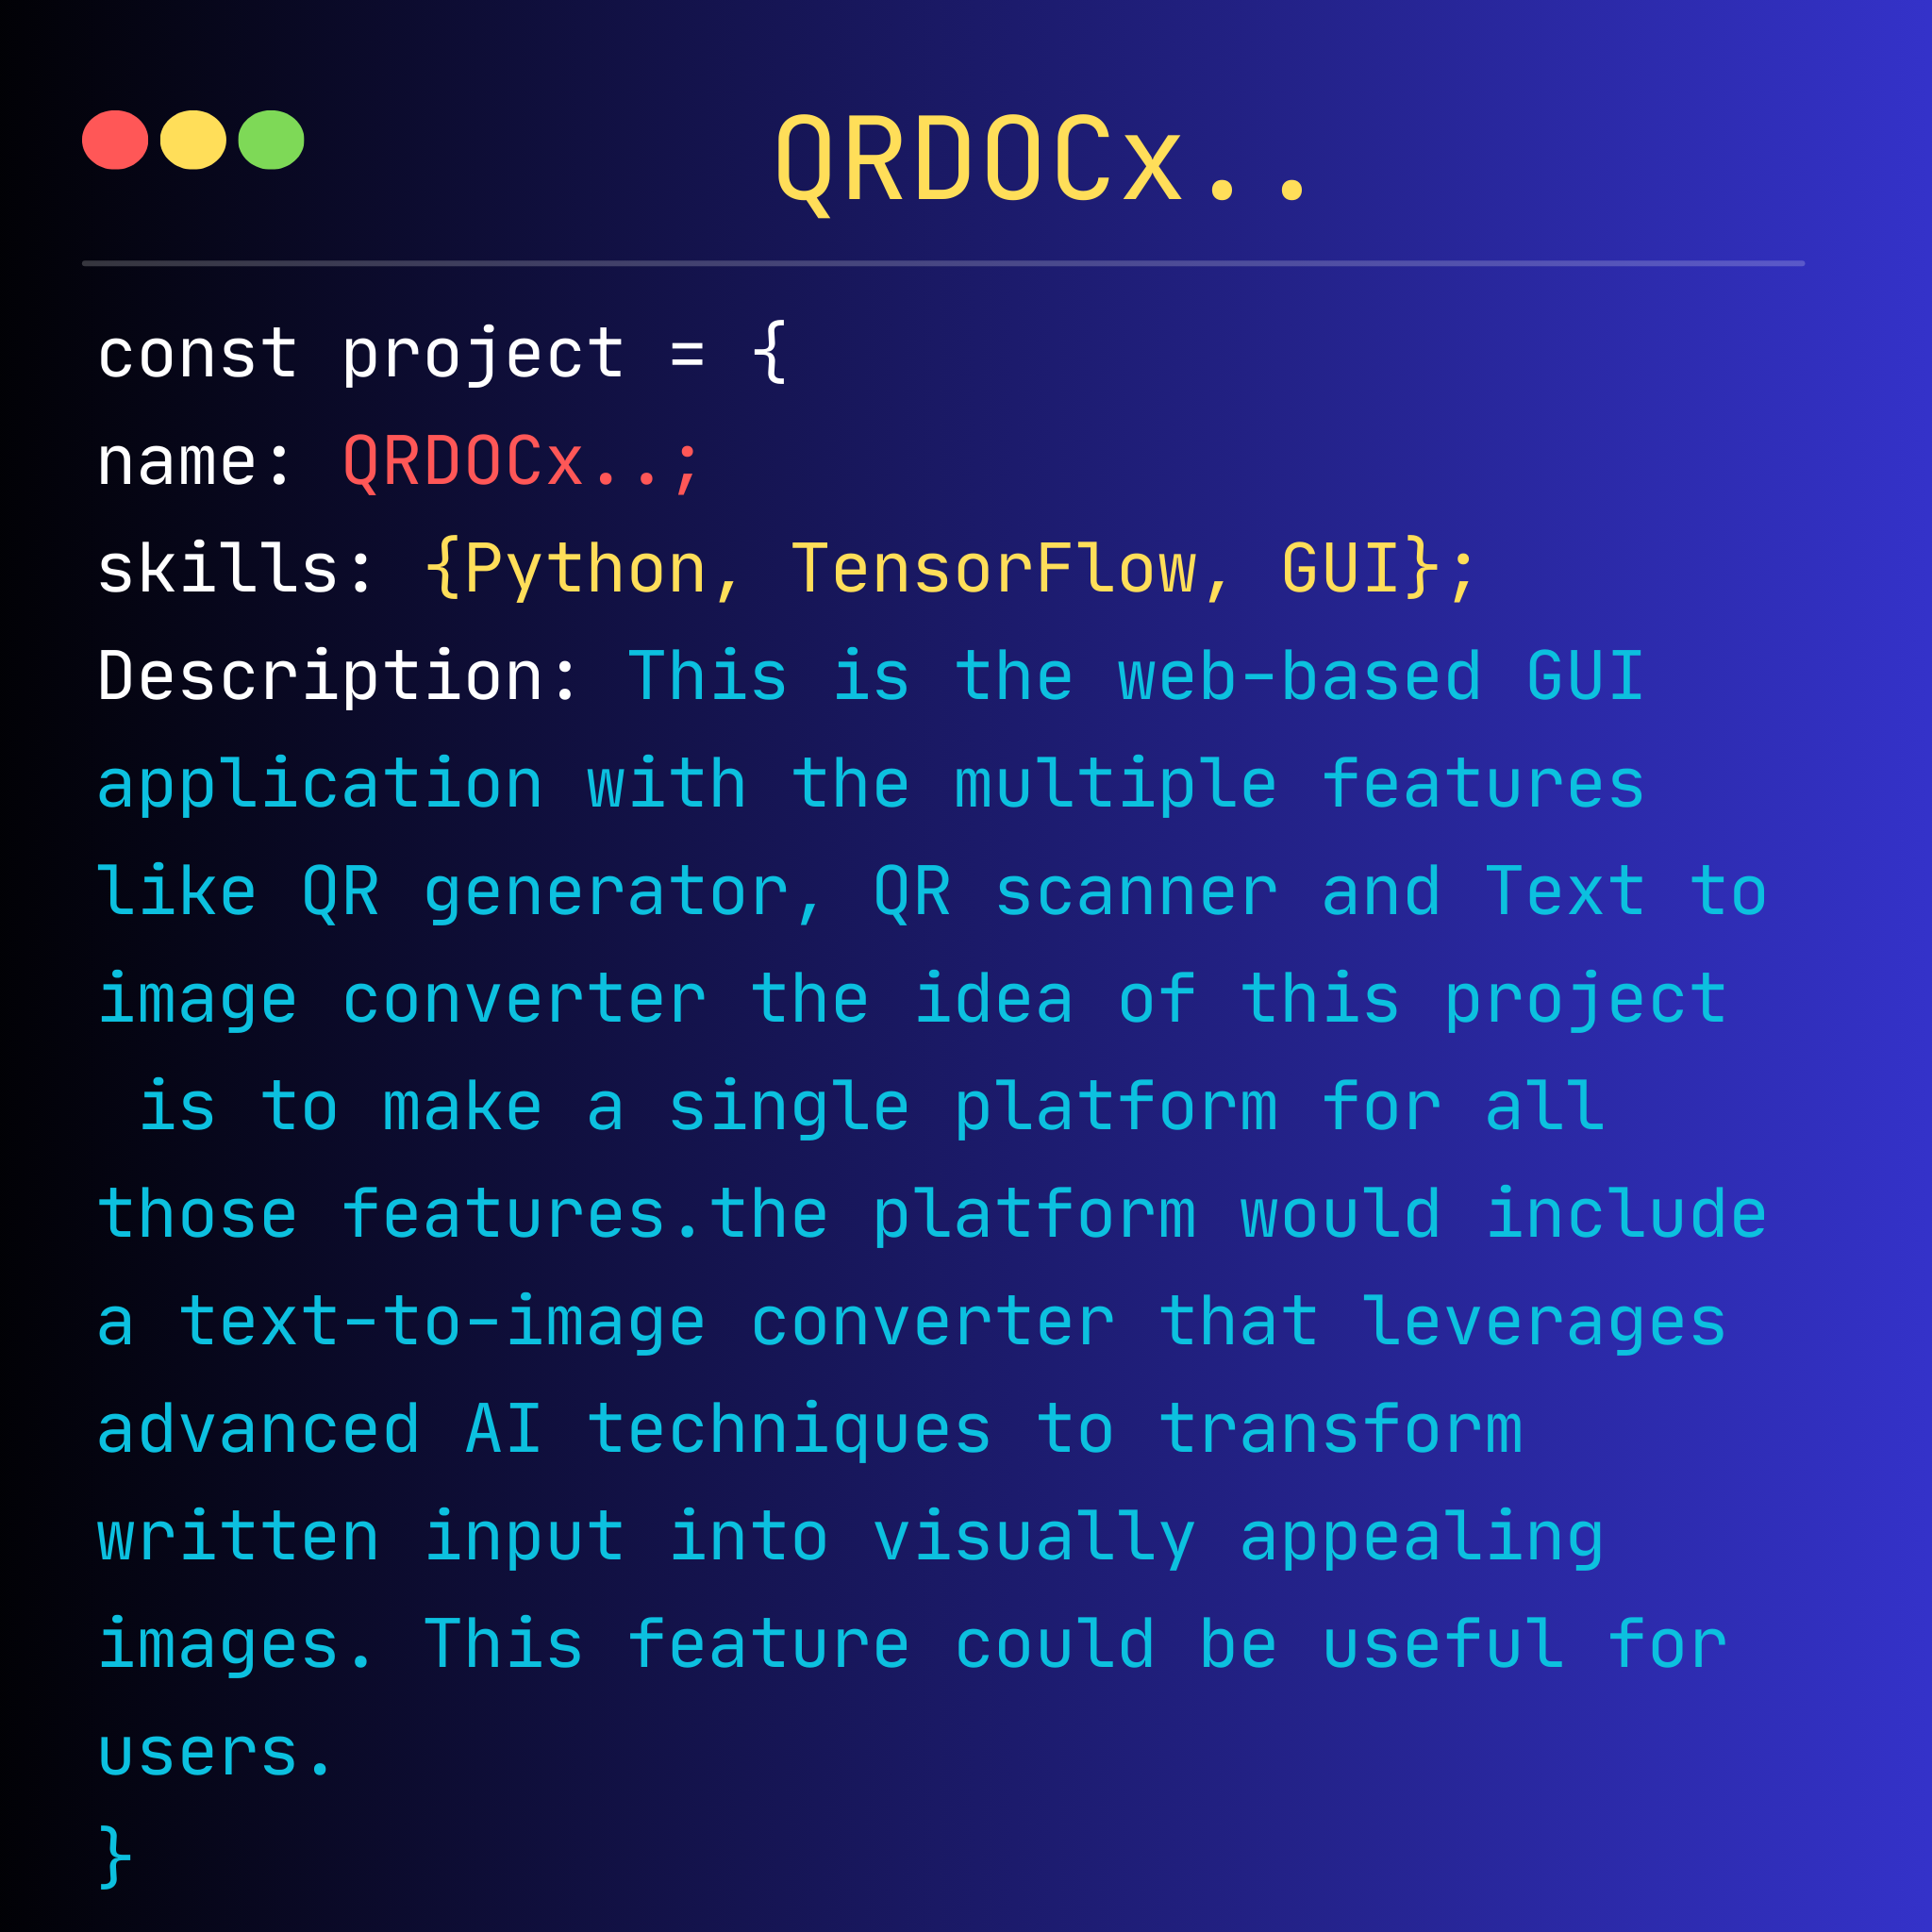 QRDOCx..
const project = {
name: QRDOCx..;
skills: {Python, TensorFlow, GUI};
Description: This is the web-based GUI
application with the multiple features
like QR generator, QR scanner and Text to
image converter the idea of this project
is to make a single platform for all
those features.the platform would include
a text-to-image converter that leverages
advanced AI techniques to transform
written input into visually appealing
images. This feature could be useful for
users.
}